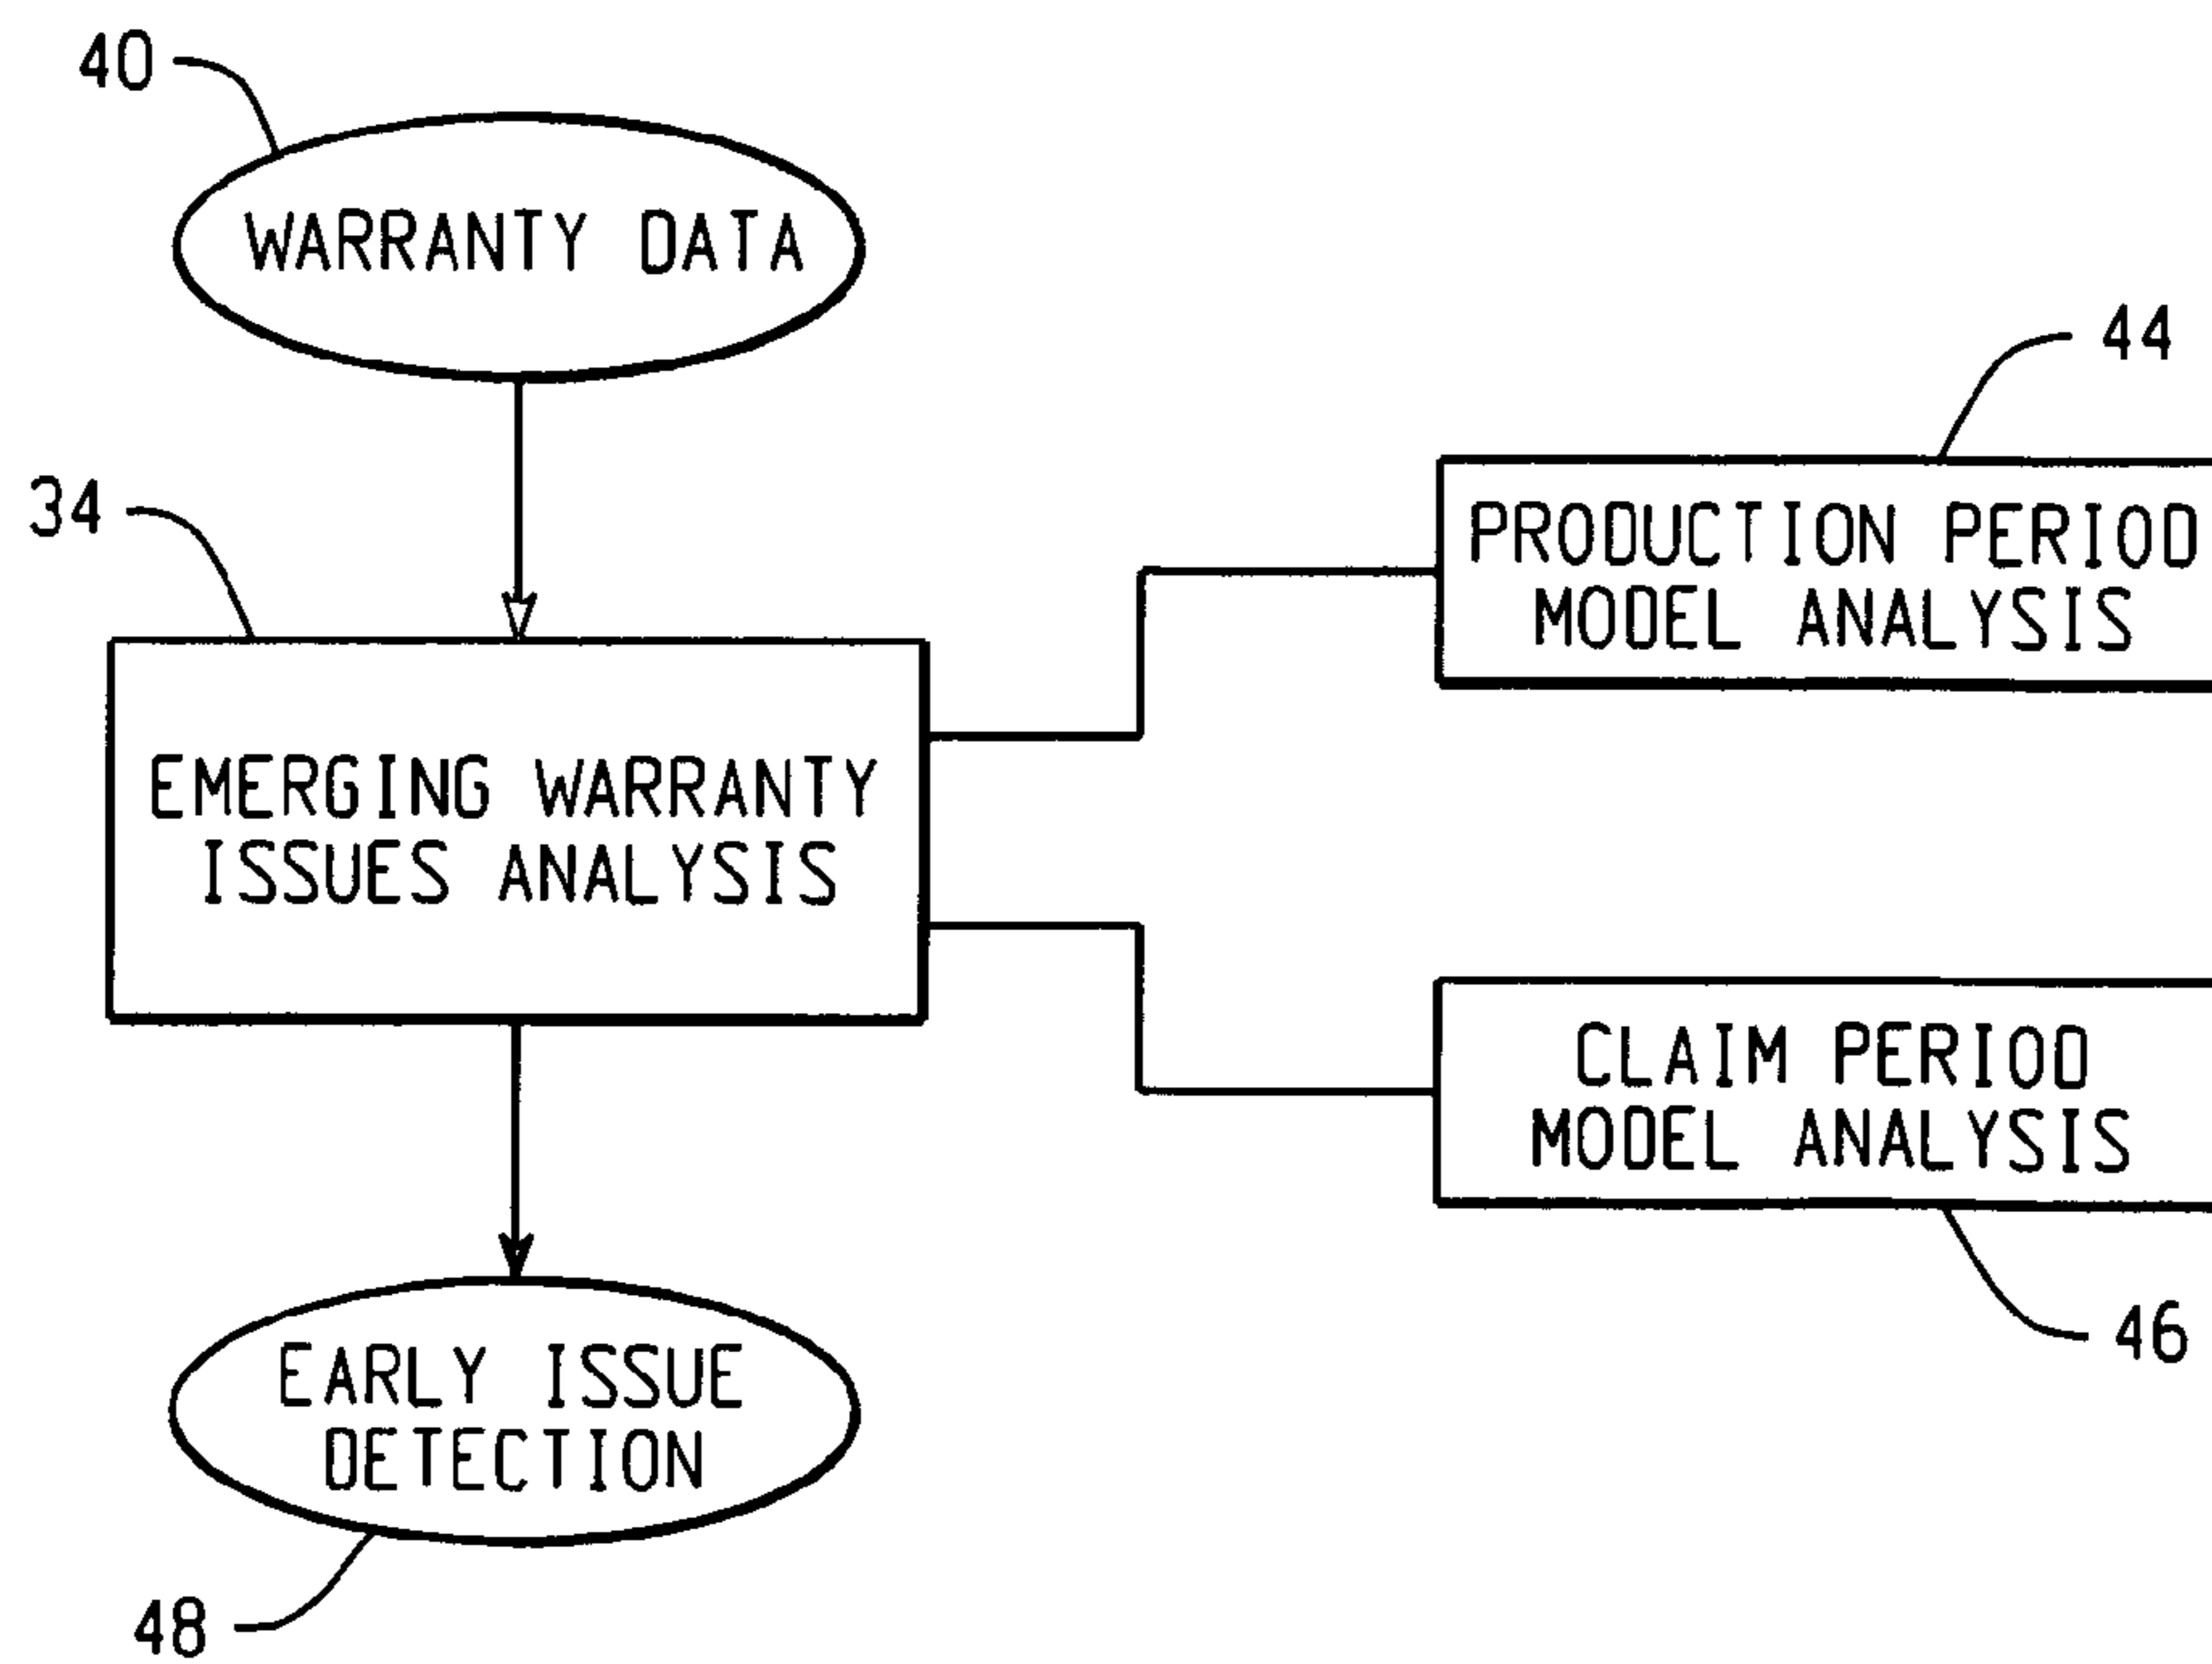 40
WARRANTY DATA
44
34
PRODUCTION PERIOD
MODEL ANALYSIS
EMERGING WARRANTY
ISSUES ANALYSIS
CLAIM PERIOD
MODEL ANALYSIS
46
EARLY ISSUE
DETECTION
48